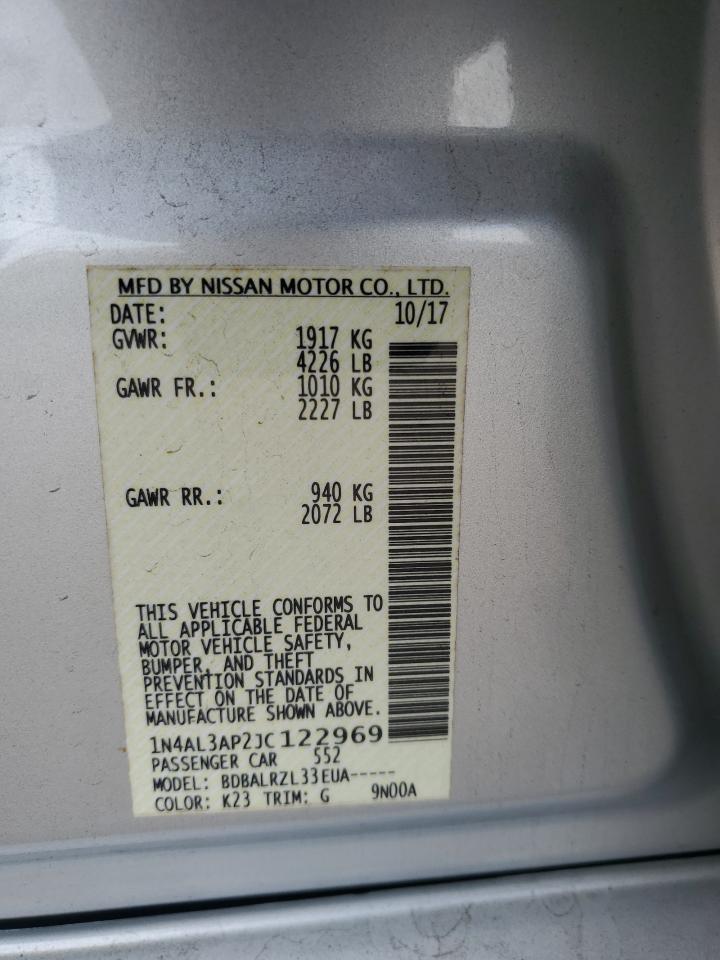 MFD BY NISSAN MOTOR CO., LTD.
DATE: 10/17
GVWR: 1917 KG
4226 LB
GAWR FR.: 1010 KG
2227 LB
GAWR RR.: 940 KG
2072 LB
THIS VEHICLE CONFORMS TO
ALL APPLICABLE FEDERAL
MOTOR VEHICLE SAFETY,
BUMPER, AND THEFT
PREVENTION STANDARDS IN
EFFECT ON THE DATE OF
MANUFACTURE SHOWN ABOVE.
1N4AL3AP2JC122969
PASSENGER CAR 552
MODEL: BDBALRZL33EUA-----
COLOR: K23 TRIM: G 9N00A